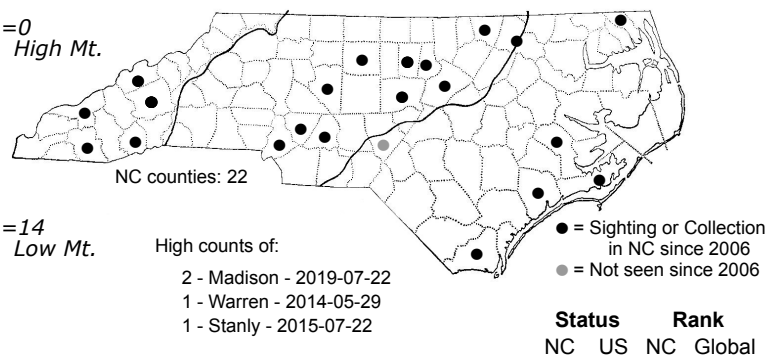 =0
High Mt.
NC counties: 22
=14
Low Mt.
High counts of:
2 - Madison - 2019-07-22
1 - Warren - 2014-05-29
1 - Stanly - 2015-07-22
● = Sighting or Collection
in NC since 2006
● = Not seen since 2006
Status Rank
NC US NC Global